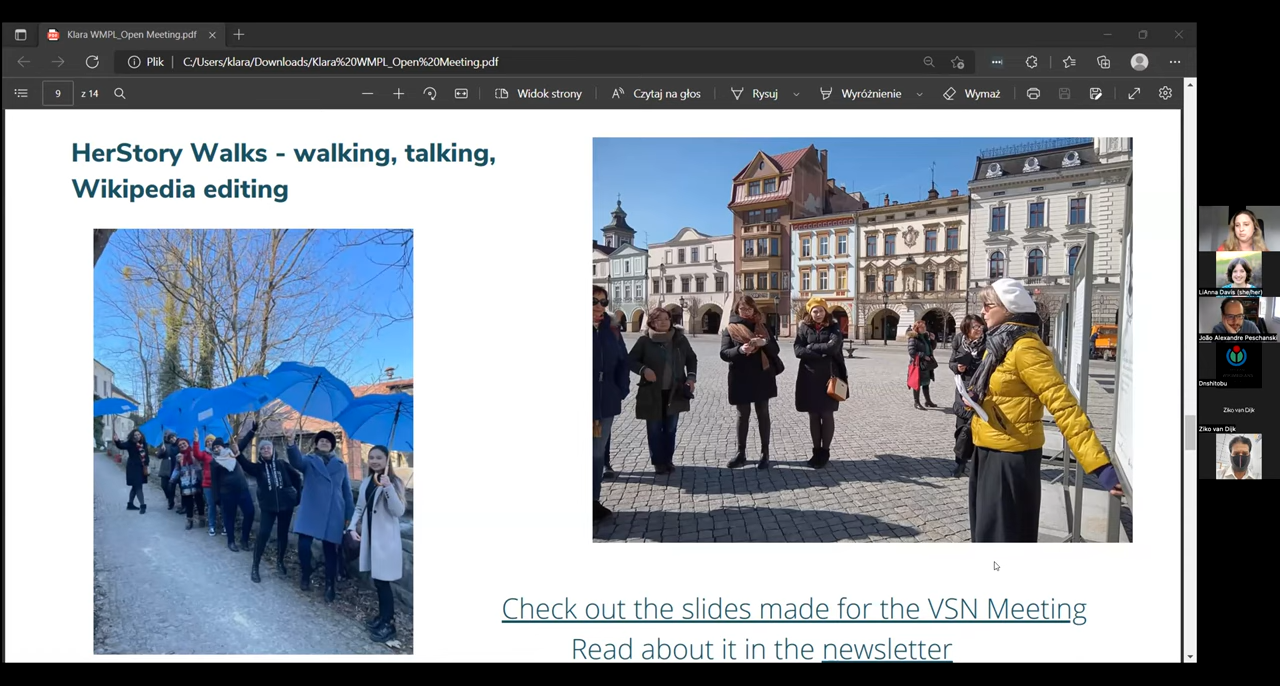 Klara WMPL_Open Meeting.pdf
Plik
C:/Users/klara/Downloads/Klara%20WMPL_Open%20Meeting.pdf
9 z 14
Widok strony
Czytaj na głos
Rysuj
Wyróżnienie
Wymaż
HerStory Walks - walking, talking,
Wikipedia editing
Check out the slides made for the VSN Meeting
Read about it in the newsletter
LiAnna Davis (she/her)
João Alexandre Peschanski
Dnshitobu
Ziko van Dijk
Ziko van Dijk